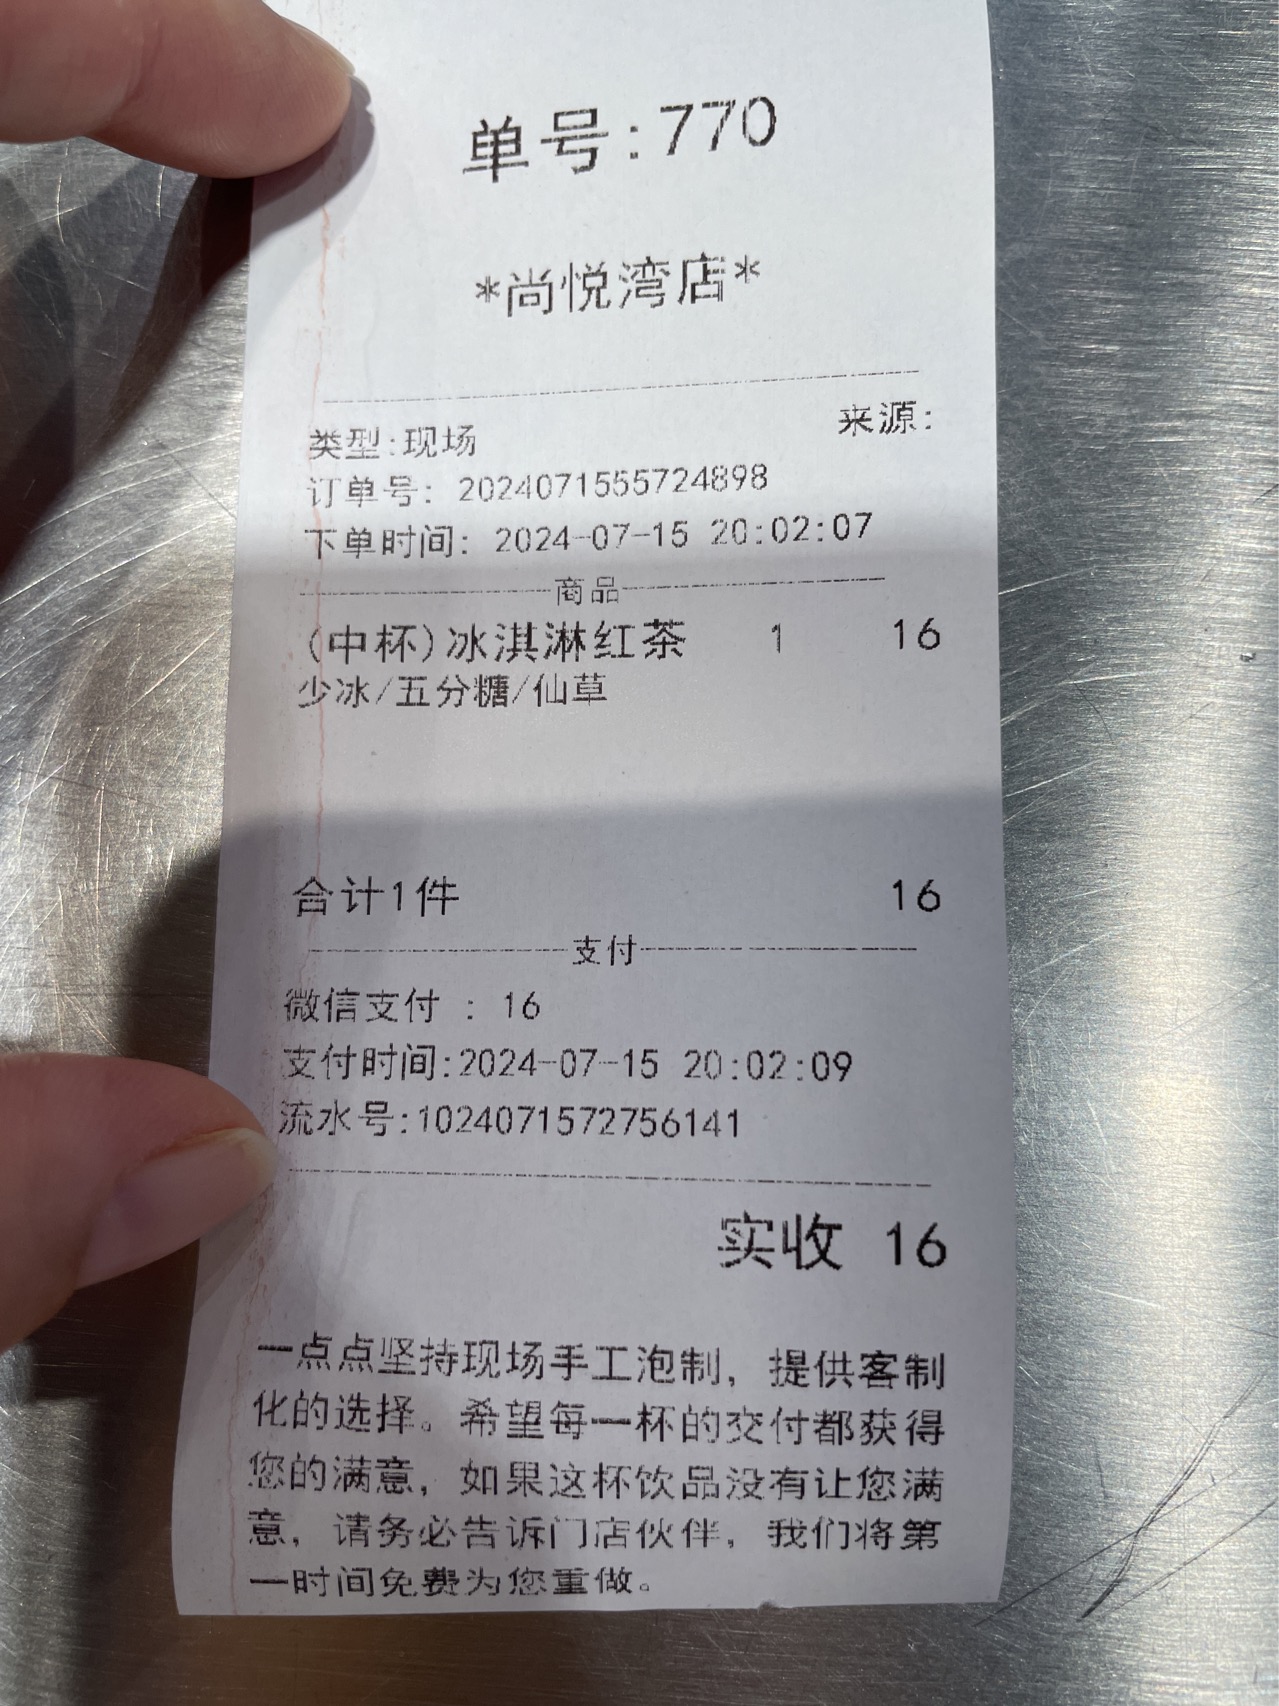 单号:770
*尚悦湾店*
类型:现场 来源:
订单号: 2024071555724898
下单时间: 2024-07-15 20:02:07
商品
(中杯)冰淇淋红茶 1 16
少冰/五分糖/仙草
合计1件 16
支付
微信支付 : 16
支付时间:2024-07-15 20:02:09
流水号:1024071572756141
实收 16
一点点坚持现场手工泡制，提供客制
化的选择。希望每一杯的交付都获得
您的满意，如果这杯饮品没有让您满
意，请务必告诉门店伙伴，我们将第
一时间免费为您重做。